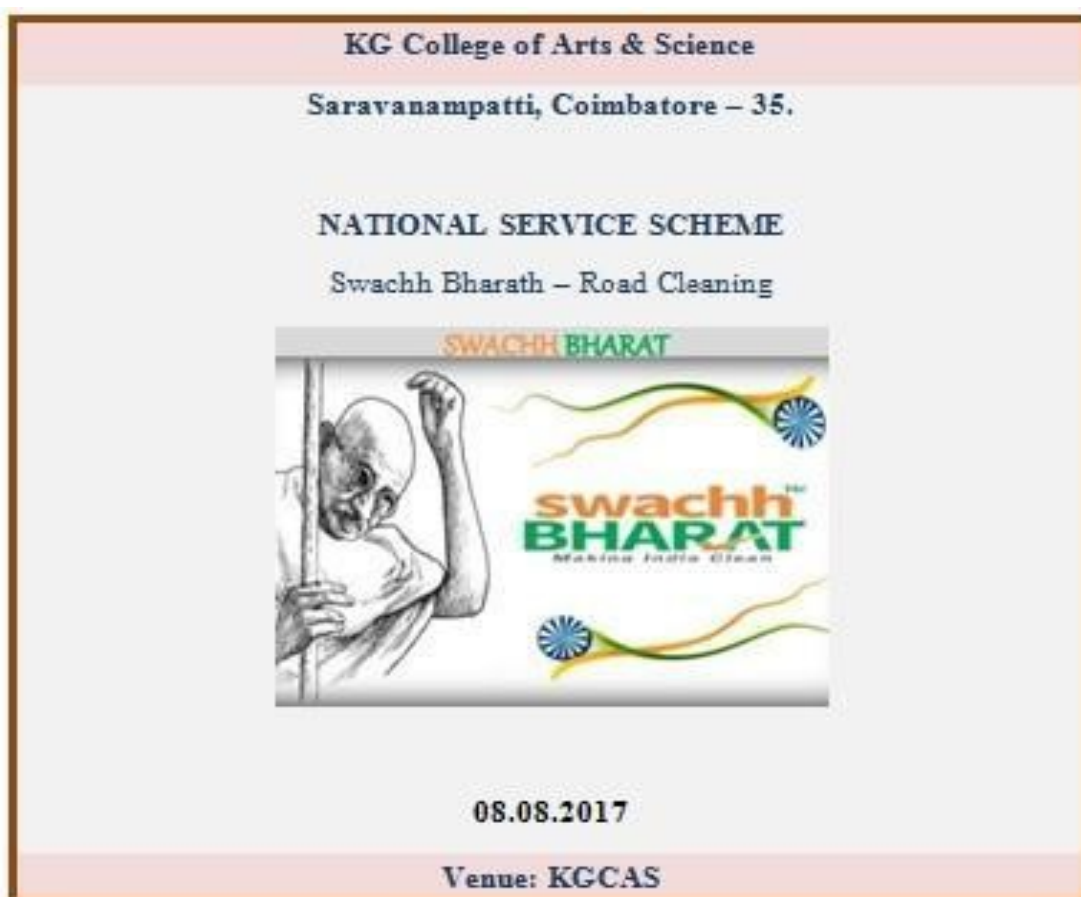 KG College of Arts & Science
Saravanampatti, Coimbatore – 35.
NATIONAL SERVICE SCHEME
Swachh Bharath – Road Cleaning
SWACHH BHARAT
swachh TM
BHARAT
Making India Clean
08.08.2017
Venue: KGCAS